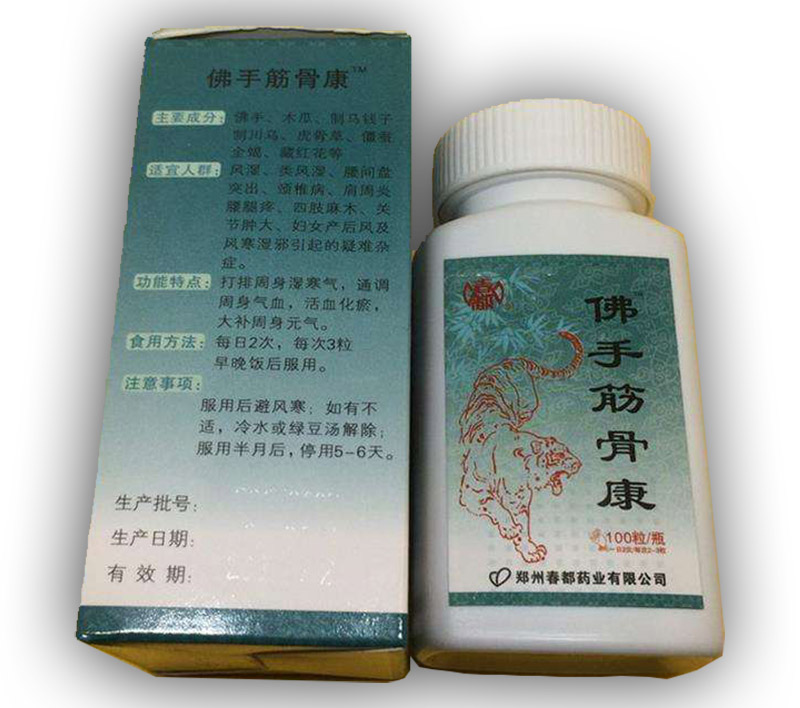 佛手筋骨康™
主要成分：佛手、木瓜、制马钱子
制川乌、虎骨草、僵蚕
全蝎、藏红花等
适宜人群：风湿、类风湿、腰间盘
突出、颈椎病、肩周炎
腰腿疼、四肢麻木、关
节肿大、妇女产后风及
风寒湿邪引起的疑难杂
症。
功能特点：打排周身湿寒气，通调
周身气血，活血化瘀，
大补周身元气。
食用方法：每日2次，每次3粒
早晚饭后服用。
注意事项：
服用后避风寒；如有不
适，冷水或绿豆汤解除；
服用半月后，停用5-6天。
生产批号：
生产日期：
有效期：
佛手筋骨康
100粒/瓶
一日2次/每次2-3粒
郑州春都药业有限公司